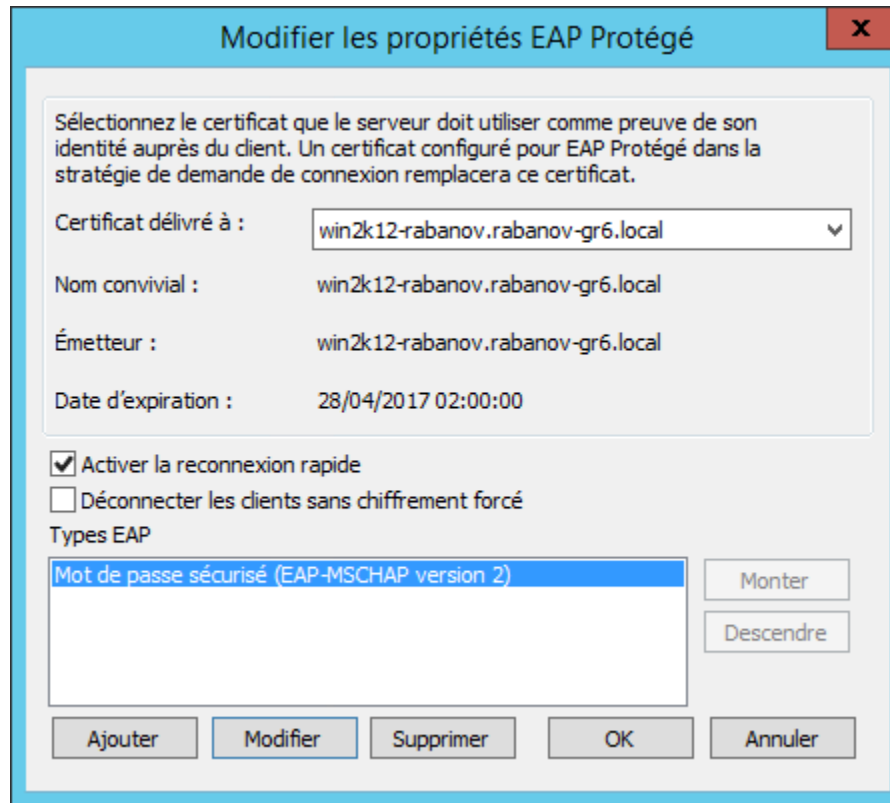 Modifier les propriétés EAP Protégé
x
Sélectionnez le certificat que le serveur doit utiliser comme preuve de son
identité auprès du client. Un certificat configuré pour EAP Protégé dans la
stratégie de demande de connexion remplacera ce certificat.
Certificat délivré à : win2k12-rabanov.rabanov-gr6.local
Nom convivial : win2k12-rabanov.rabanov-gr6.local
Émetteur : win2k12-rabanov.rabanov-gr6.local
Date d'expiration : 28/04/2017 02:00:00
Activer la reconnexion rapide
Déconnecter les clients sans chiffrement forcé
Types EAP
Mot de passe sécurisé (EAP-MSCHAP version 2)
Monter
Descendre
Ajouter Modifier Supprimer OK Annuler